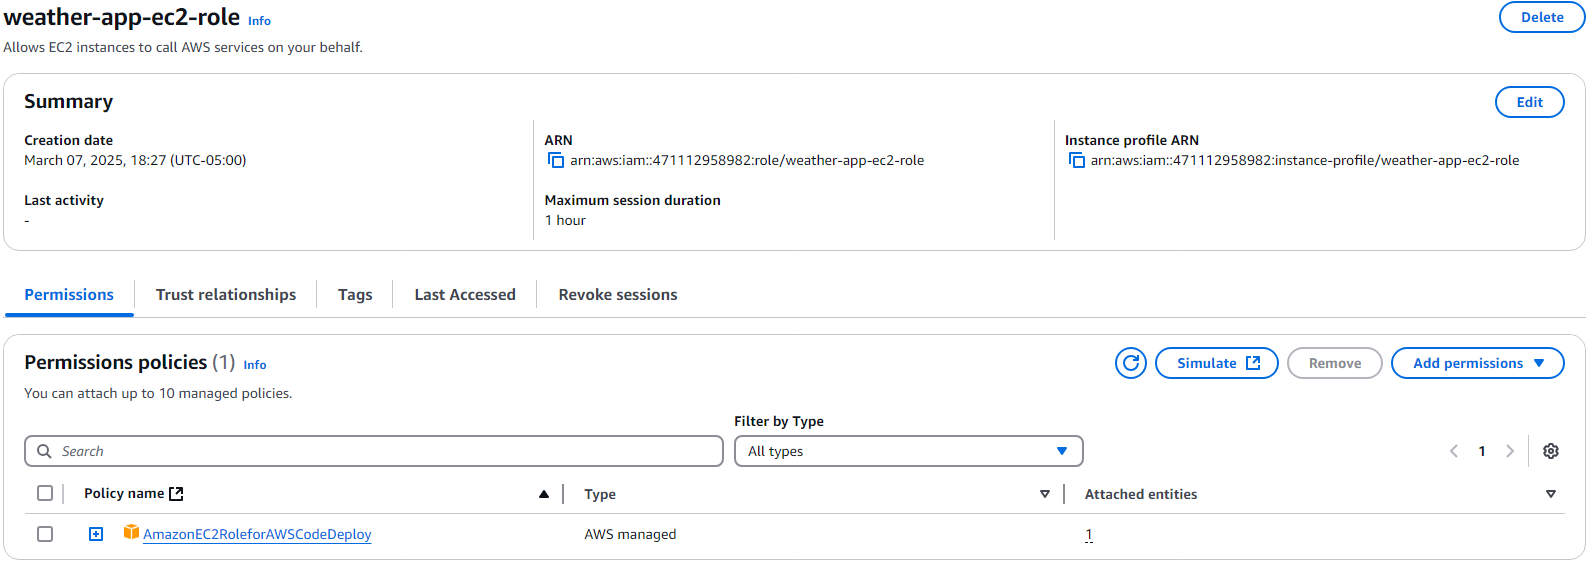 weather-app-ec2-role Info
Delete
Allows EC2 instances to call AWS services on your behalf.
Summary
Edit
Creation date
March 07, 2025, 18:27 (UTC-05:00)
ARN
arn:aws:iam::471112958982:role/weather-app-ec2-role
Instance profile ARN
arn:aws:iam::471112958982:instance-profile/weather-app-ec2-role
Last activity
-
Maximum session duration
1 hour
Permissions Trust relationships Tags Last Accessed Revoke sessions
Permissions policies (1) Info
Simulate Remove Add permissions
You can attach up to 10 managed policies.
Filter by Type
Search
All types
1
Policy name Type Attached entities
AmazonEC2RoleforAWSCodeDeploy AWS managed 1